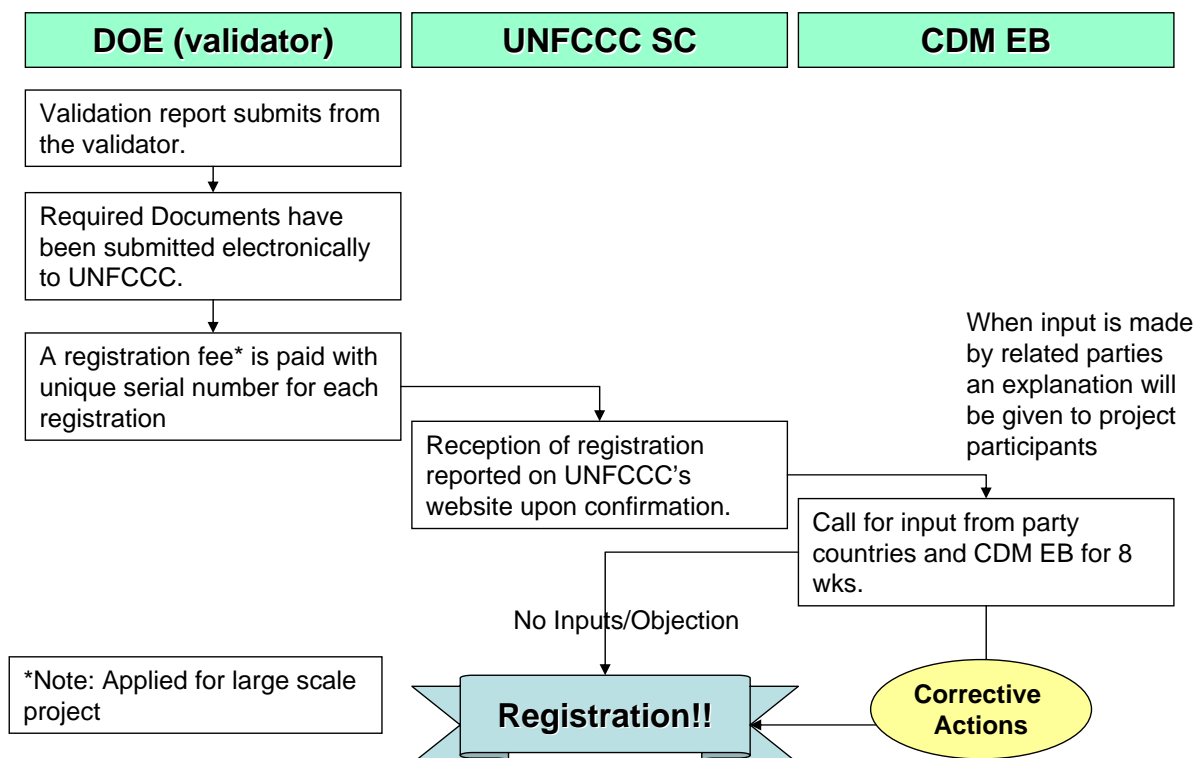 DOE (validator)
UNFCCC SC
CDM EB
Validation report submits from
the validator.
Required Documents have
been submitted electronically
to UNFCCC.
A registration fee* is paid with
unique serial number for each
registration
Reception of registration
reported on UNFCCC's
website upon confirmation.
When input is made
by related parties
an explanation will
be given to project
participants
Call for input from party
countries and CDM EB for 8
wks.
No Inputs/Objection
*Note: Applied for large scale
project
Registration!!
Corrective
Actions